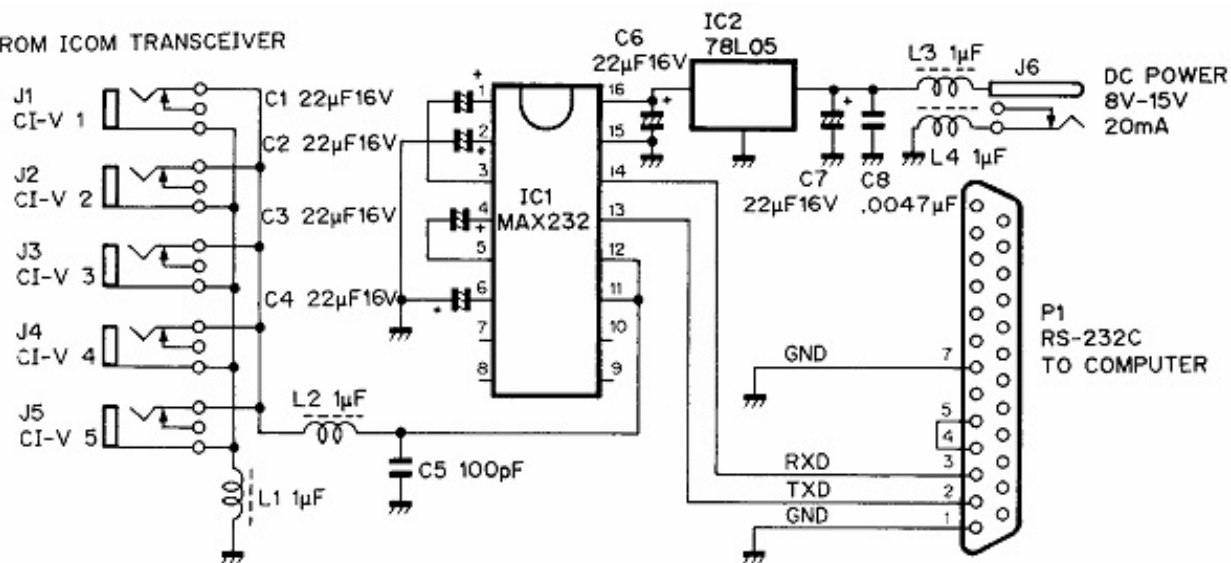 ROM ICOM TRANSCEIVER
J1
CI-V 1
J2
CI-V 2
J3
CI-V 3
J4
CI-V 4
J5
CI-V 5
C1 22µF16V
C2 22µF16V
C3 22µF16V
C4 22µF16V
L2 1µF
C5 100pF
L1 1µF
+
+
+
+
1
2
3
4
5
6
7
8
16
15
14
13
12
11
10
9
IC1
MAX232
C6
22µF16V
+
IC2
78L05
+
C7
22µF16V
C8
.0047µF
L3 1µF
L4 1µF
J6
DC POWER
8V-15V
20mA
P1
RS-232C
TO COMPUTER
GND
7
5
4
RXD
3
TXD
2
GND
1